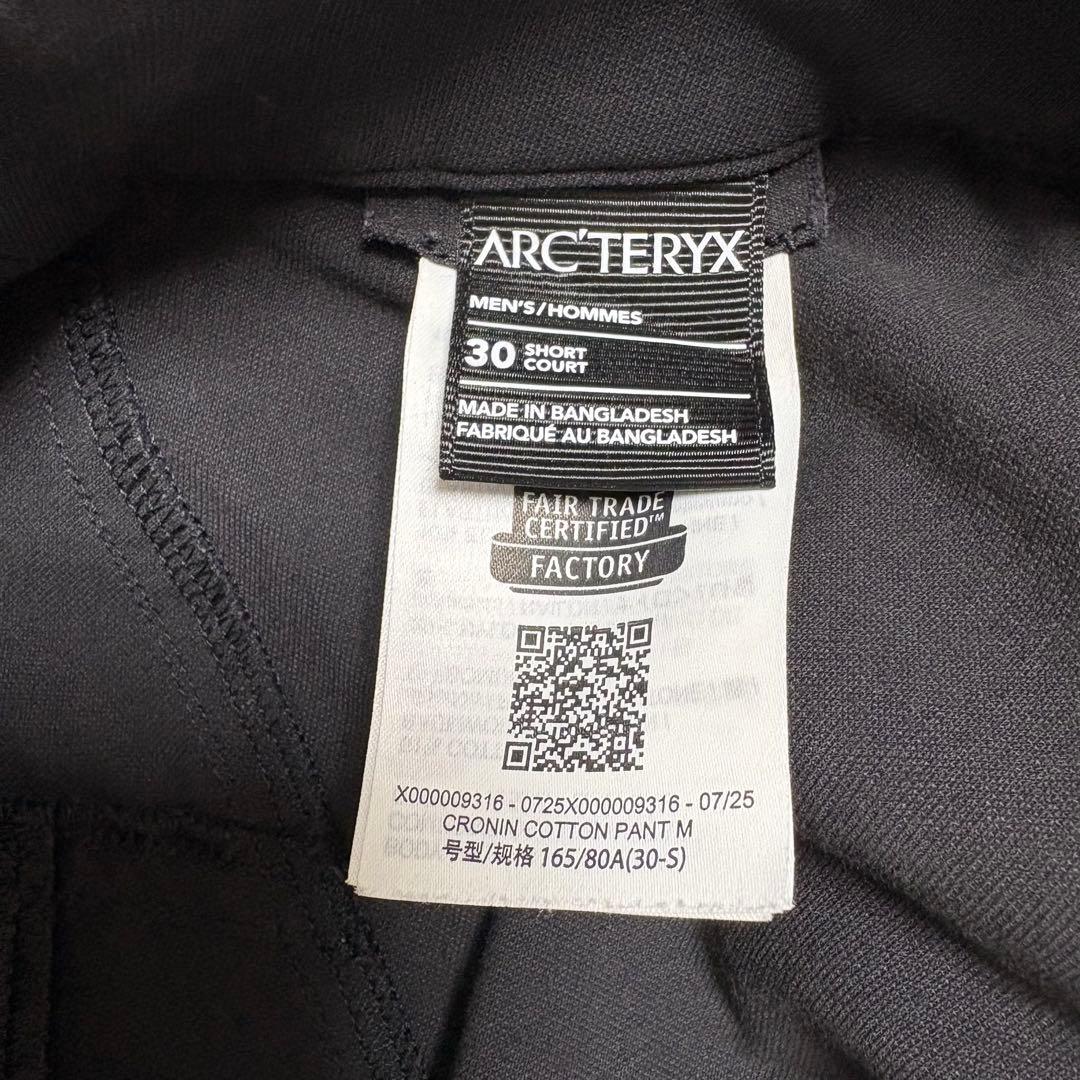 ARC'TERYX
MEN'S/HOMMES
30 SHORT
COURT
MADE IN BANGLADESH
FABRIQUÉ AU BANGLADESH
FAIR TRADE
CERTIFIED™
FACTORY
X000009316 - 0725X000009316 - 07/25
CRONIN COTTON PANT M
号型/规格 165/80A(30-S)